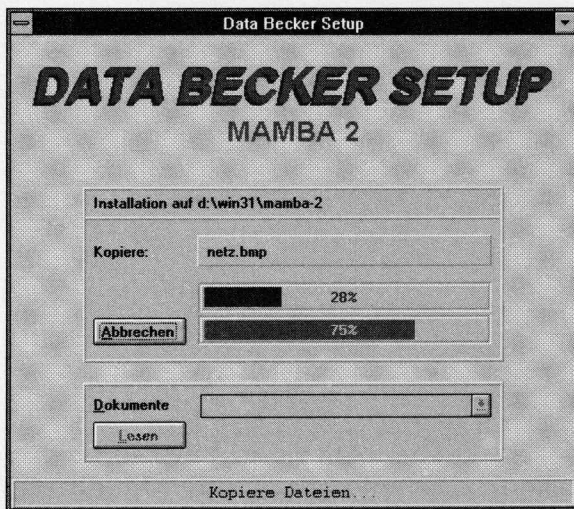 Data Becker Setup
DATA BECKER SETUP
MAMBA 2
Installation auf d:\win31\mamba-2
Kopiere: netz.bmp
28%
Abbrechen 75%
Dokumente
Lesen
Kopiere Dateien...